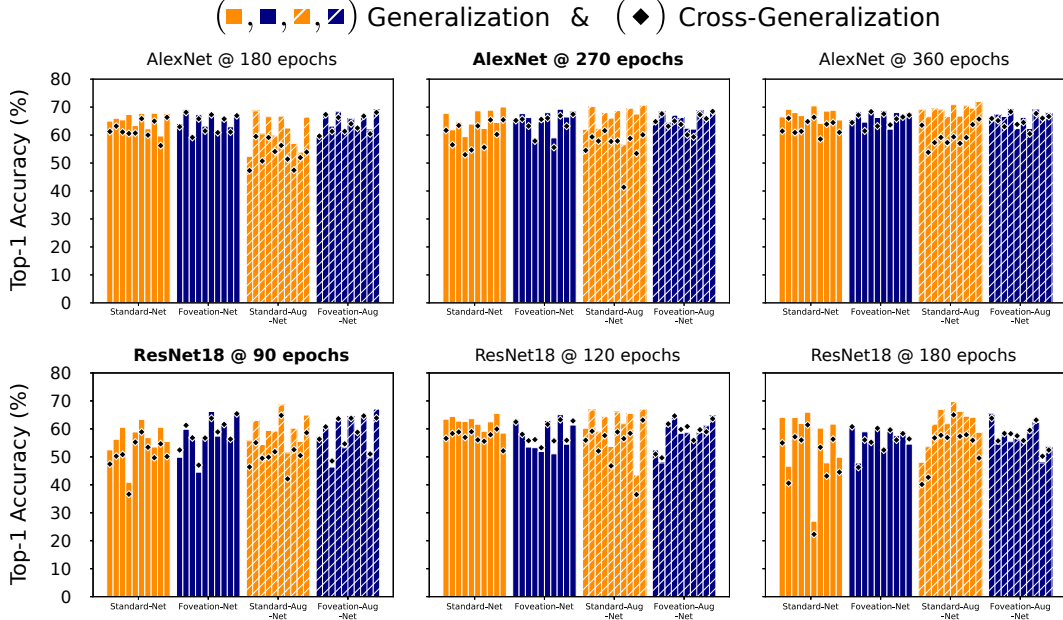 ( , , , ) Generalization & (◆) Cross-Generalization
AlexNet @ 180 epochs
AlexNet @ 270 epochs
AlexNet @ 360 epochs
Top-1 Accuracy (%)
80
70
60
50
40
30
20
10
0
Standard-Net
Foveation-Net
Standard-Aug
-Net
Foveation-Aug
-Net
Standard-Net
Foveation-Net
Standard-Aug
-Net
Foveation-Aug
-Net
Standard-Net
Foveation-Net
Standard-Aug
-Net
Foveation-Aug
-Net
ResNet18 @ 90 epochs
ResNet18 @ 120 epochs
ResNet18 @ 180 epochs
Top-1 Accuracy (%)
80
70
60
50
40
30
20
10
0
Standard-Net
Foveation-Net
Standard-Aug
-Net
Foveation-Aug
-Net
Standard-Net
Foveation-Net
Standard-Aug
-Net
Foveation-Aug
-Net
Standard-Net
Foveation-Net
Standard-Aug
-Net
Foveation-Aug
-Net